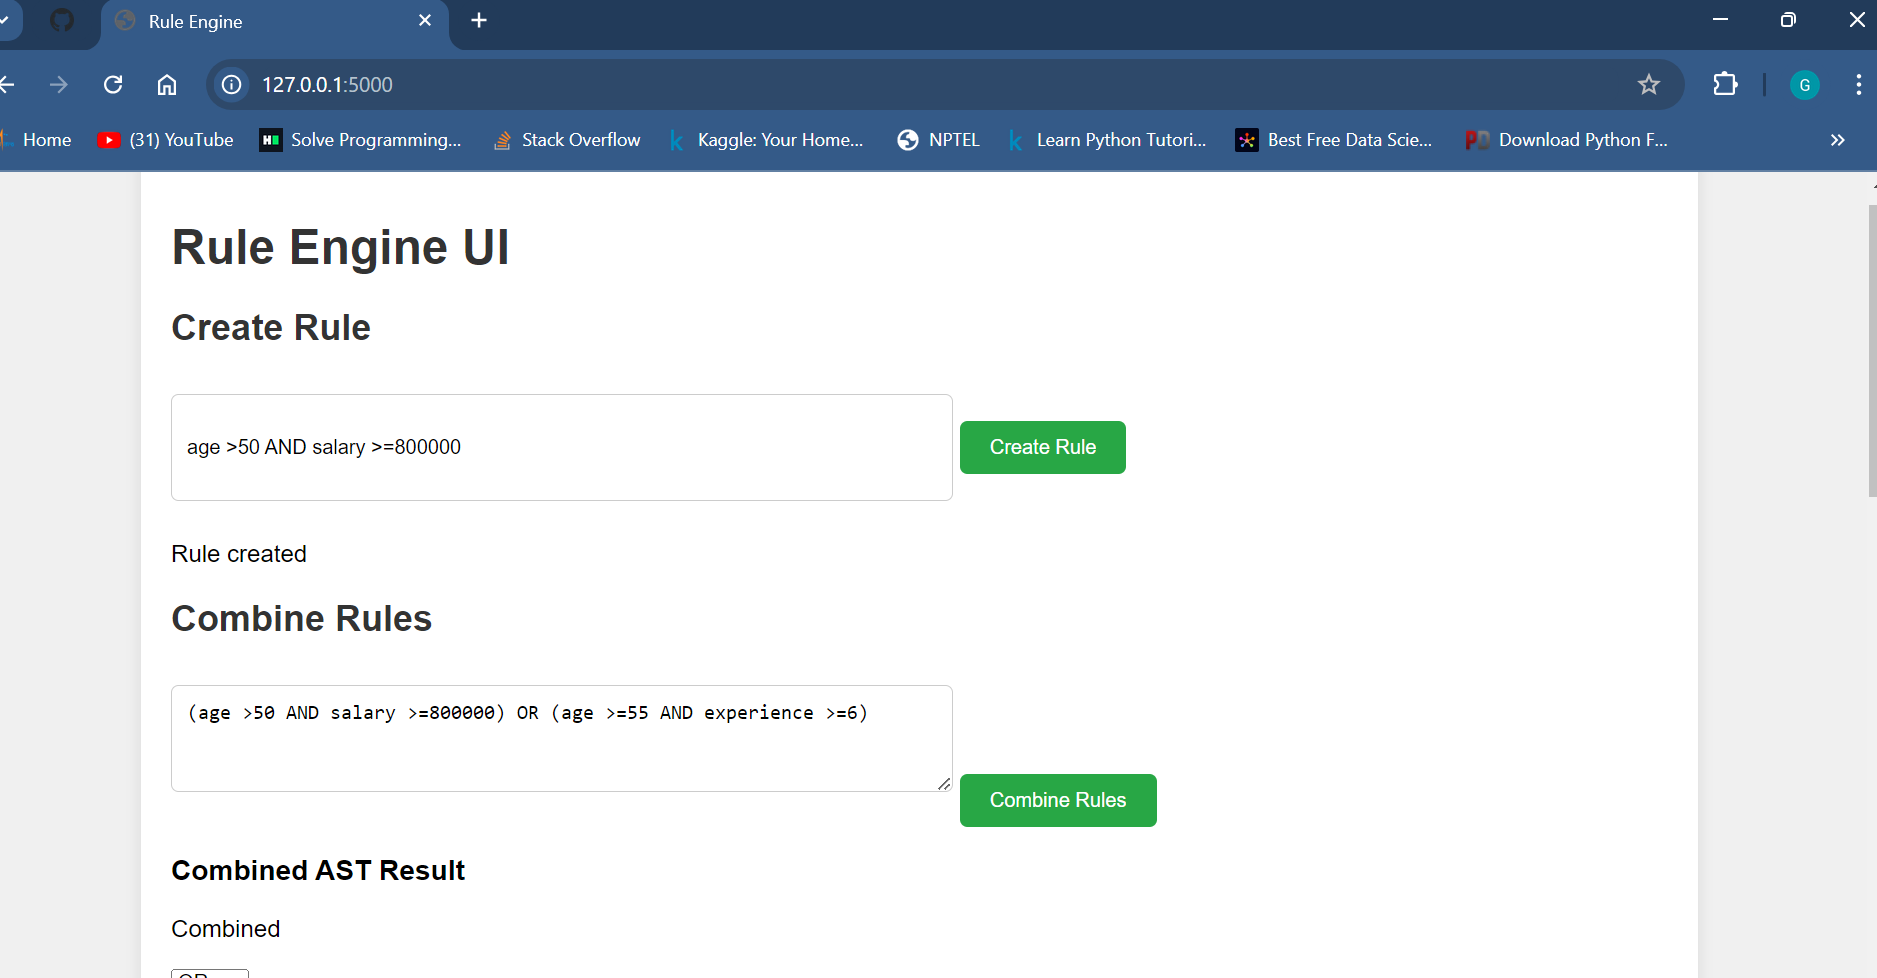 Rule Engine
127.0.0.1:5000
G
Home (31) YouTube Solve Programming... Stack Overflow Kaggle: Your Home... NPTEL Learn Python Tutori... Best Free Data Scie... Download Python F...
Rule Engine UI
Create Rule
age >50 AND salary >=800000
Create Rule
Rule created
Combine Rules
(age >50 AND salary >=800000) OR (age >=55 AND experience >=6)
Combine Rules
Combined AST Result
Combined
OR